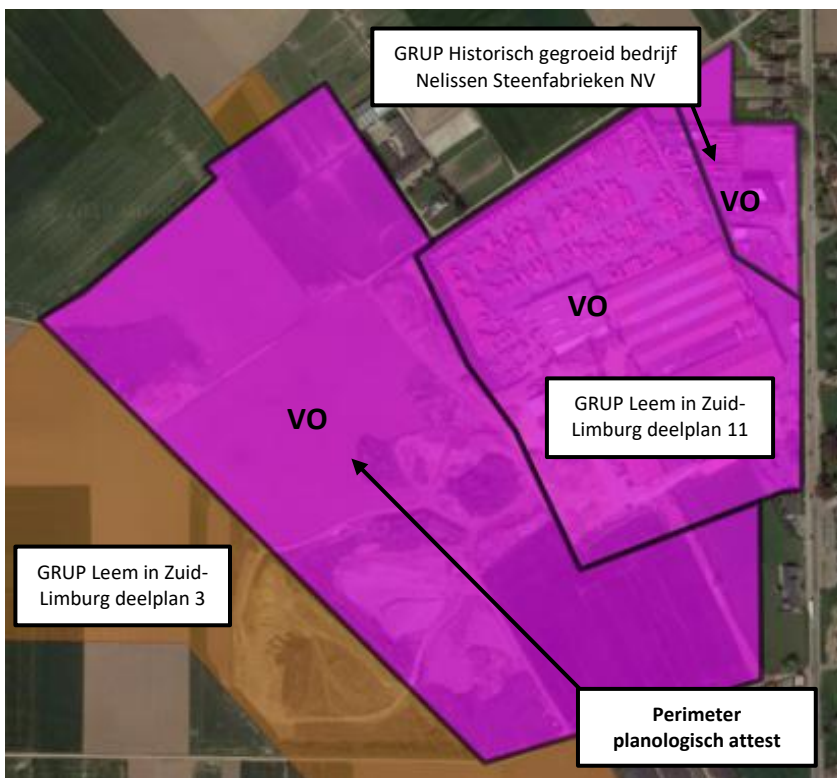 GRUP Historisch gegroeid bedrijf
Nelissen Steenfabrieken NV
VO
VO
GRUP Leem in Zuid-
Limburg deelplan 11
VO
GRUP Leem in Zuid-
Limburg deelplan 3
Perimeter
planologisch attest